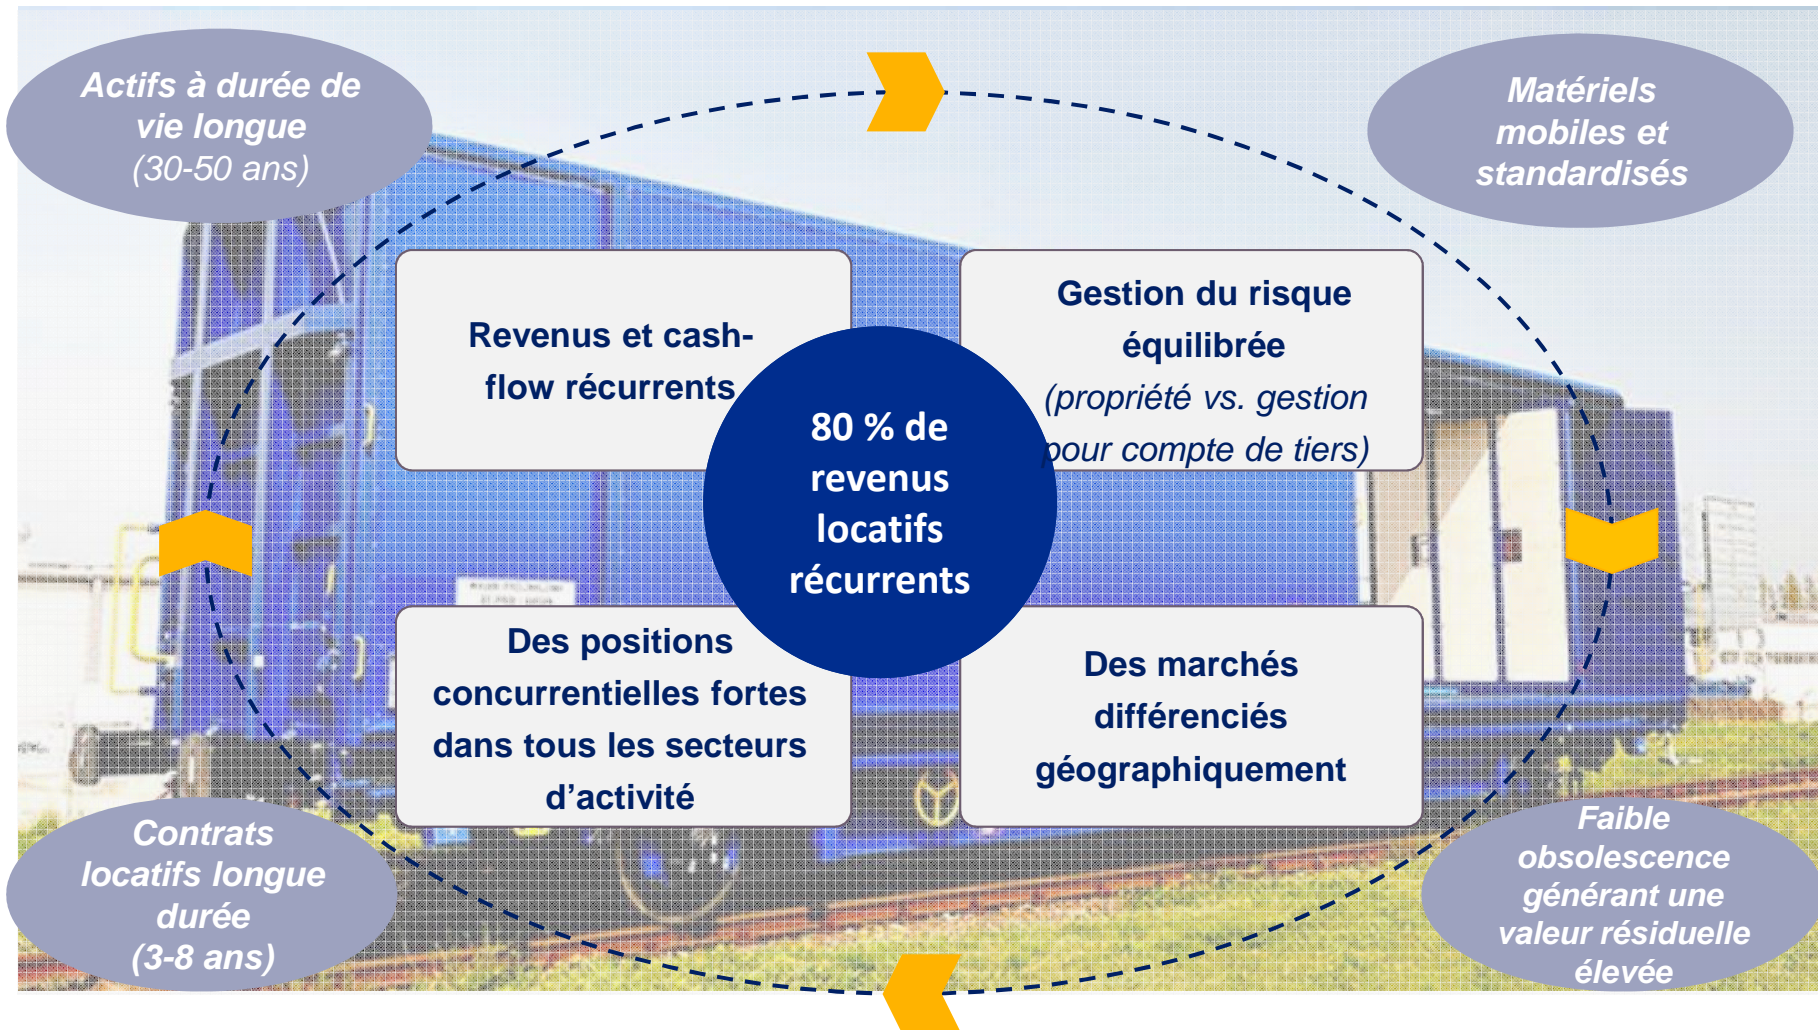 Actifs à durée de
vie longue
(30-50 ans)
Matériels
mobiles et
standardisés
Revenus et cash-
flow récurrents
Gestion du risque
équilibrée
(propriété vs. gestion
pour compte de tiers)
80 % de
revenus
locatifs
récurrents
Des positions
concurrentielles fortes
dans tous les secteurs
d’activité
Des marchés
différenciés
géographiquement
Contrats
locatifs longue
durée
(3-8 ans)
Faible
obsolescence
générant une
valeur résiduelle
élevée